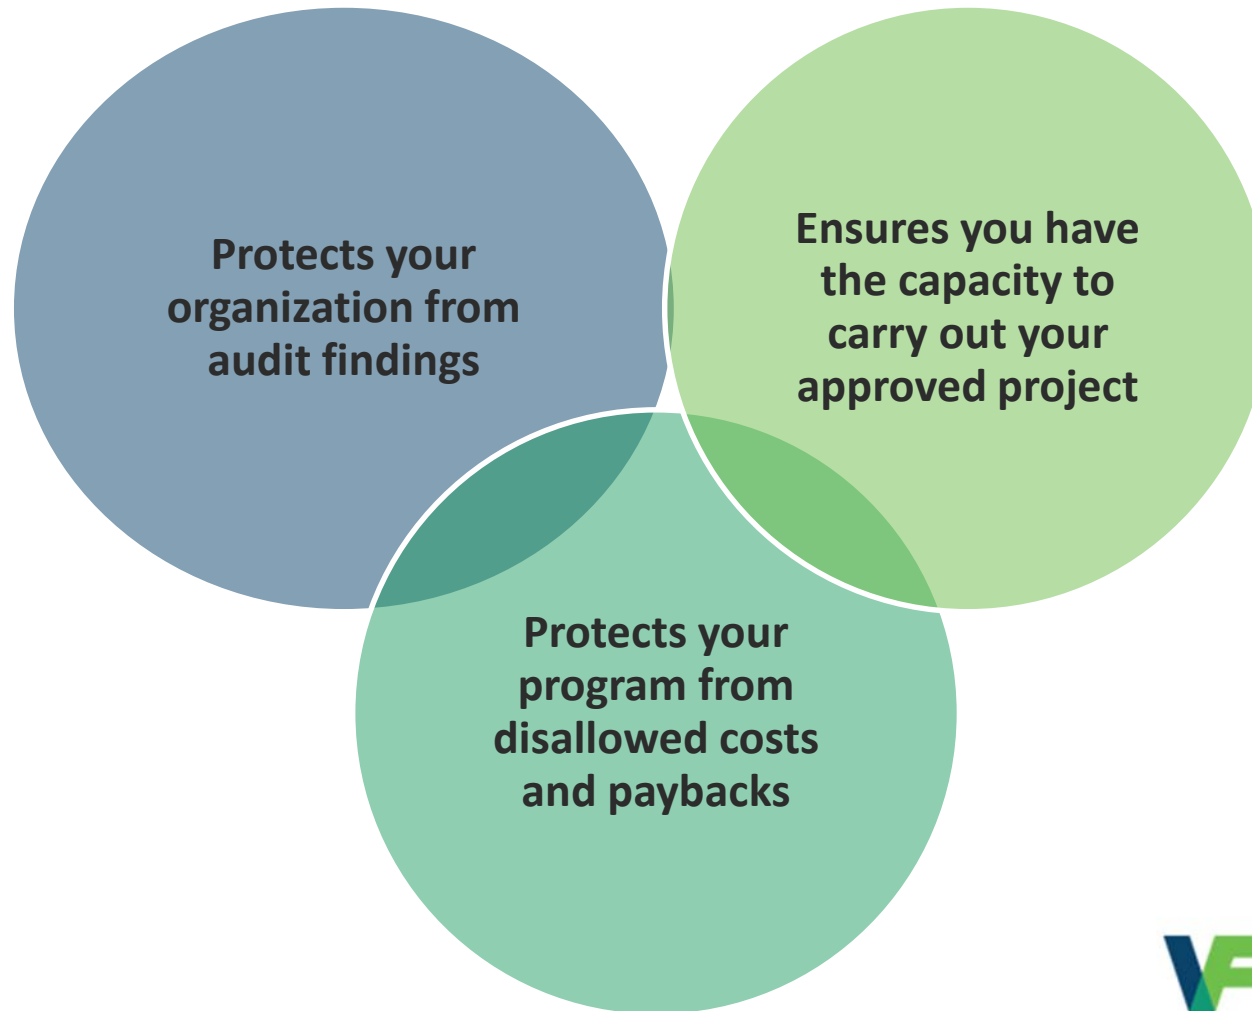 Protects your
organization from
audit findings
Ensures you have
the capacity to
carry out your
approved project
Protects your
program from
disallowed costs
and paybacks